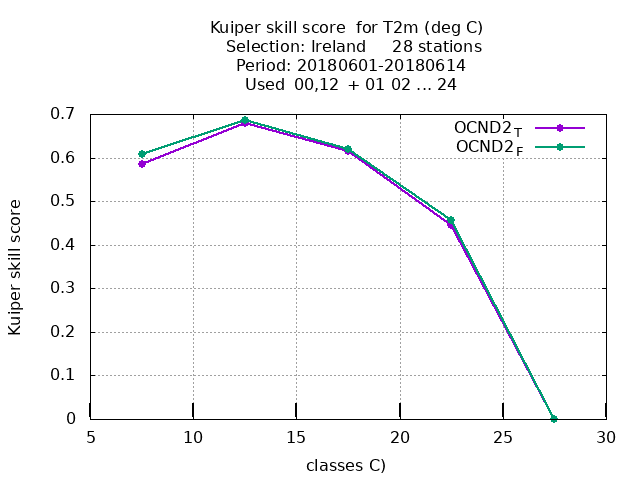 Kuiper skill score  for T2m (deg C)
Selection: Ireland     28 stations
Period: 20180601-20180614
Used  00,12  + 01 02 ... 24
0.7
0.6
0.5
0.4
0.3
0.2
0.1
0
Kuiper skill score
OCND2T
OCND2F
5 10 15 20 25 30
classes C)